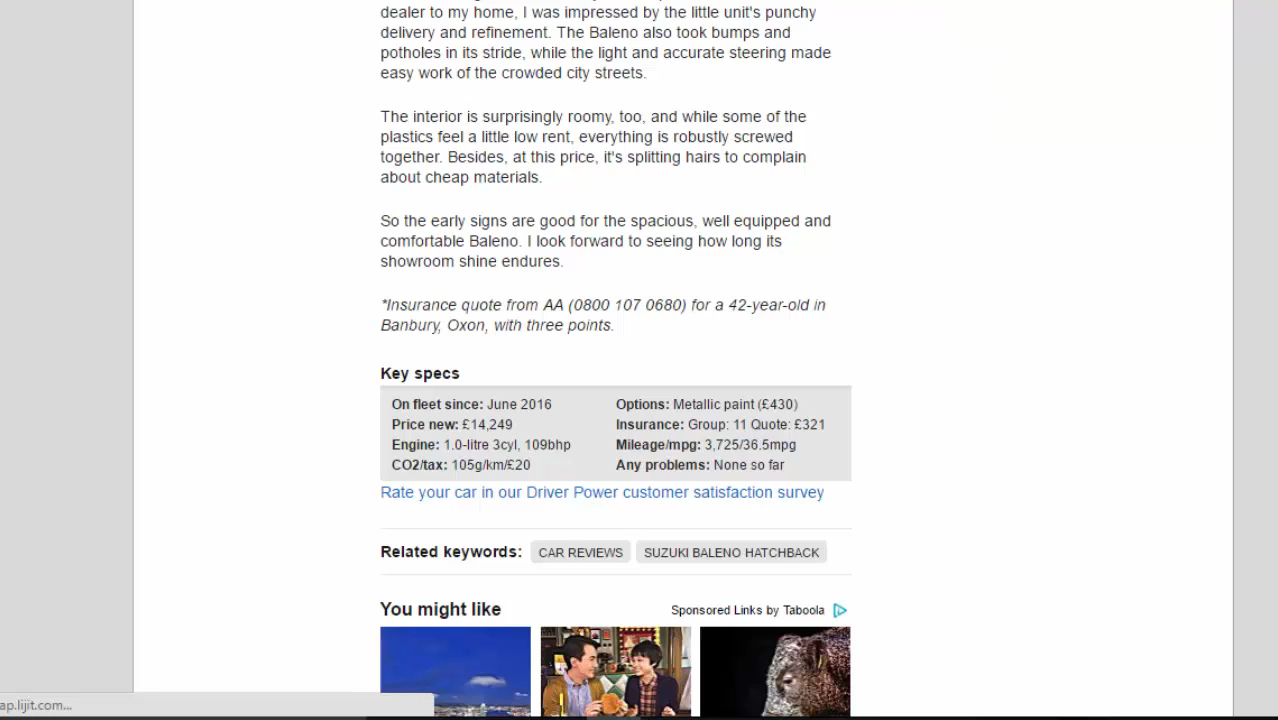 dealer to my home, I was impressed by the little unit's punchy
delivery and refinement. The Baleno also took bumps and
potholes in its stride, while the light and accurate steering made
easy work of the crowded city streets.
The interior is surprisingly roomy, too, and while some of the
plastics feel a little low rent, everything is robustly screwed
together. Besides, at this price, it's splitting hairs to complain
about cheap materials.
So the early signs are good for the spacious, well equipped and
comfortable Baleno. I look forward to seeing how long its
showroom shine endures.
*Insurance quote from AA (0800 107 0680) for a 42-year-old in
Banbury, Oxon, with three points.
Key specs
On fleet since: June 2016
Price new: £14,249
Engine: 1.0-litre 3cyl, 109bhp
CO2/tax: 105g/km/£20
Options: Metallic paint (£430)
Insurance: Group: 11 Quote: £321
Mileage/mpg: 3,725/36.5mpg
Any problems: None so far
Rate your car in our Driver Power customer satisfaction survey
Related keywords: CAR REVIEWS SUZUKI BALENO HATCHBACK
You might like Sponsored Links by Taboola
ap.lijit.com...